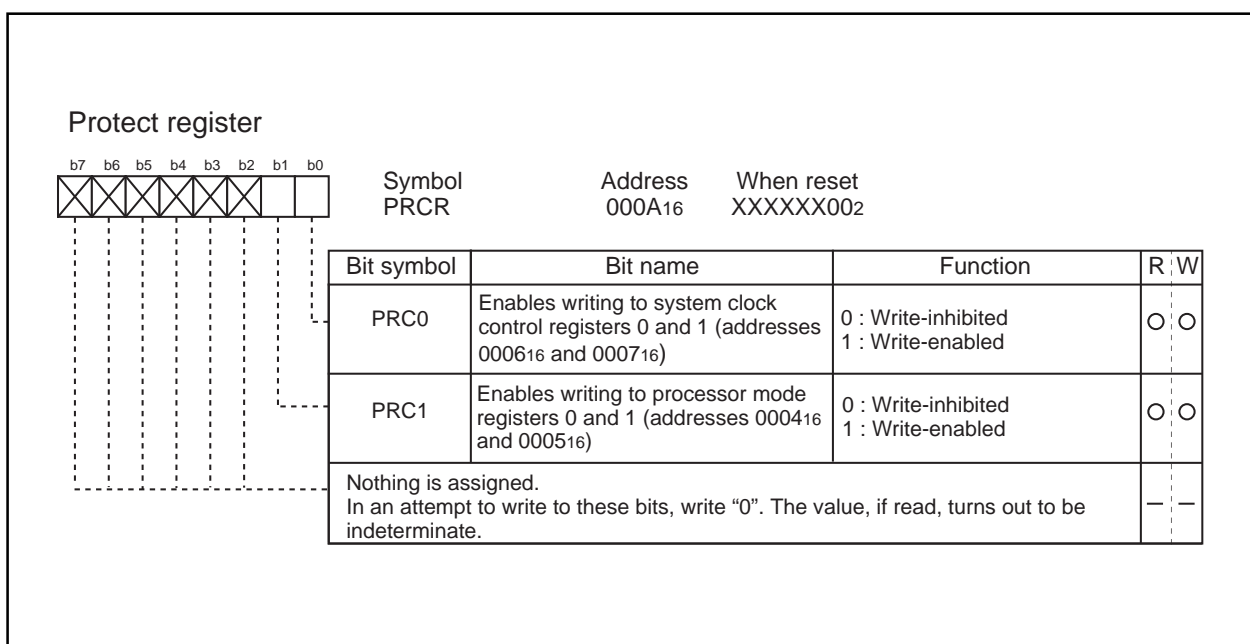 Protect register
b7 b6 b5 b4 b3 b2 b1 b0
Symbol Address When reset
PRCR 000A16 XXXXXX002
Bit symbol Bit name Function R W
PRC0
Enables writing to system clock
control registers 0 and 1 (addresses
000616 and 000716)
0 : Write-inhibited
1 : Write-enabled
PRC1
Enables writing to processor mode
registers 0 and 1 (addresses 000416
and 000516)
0 : Write-inhibited
1 : Write-enabled
Nothing is assigned.
In an attempt to write to these bits, write “0”. The value, if read, turns out to be
indeterminate.